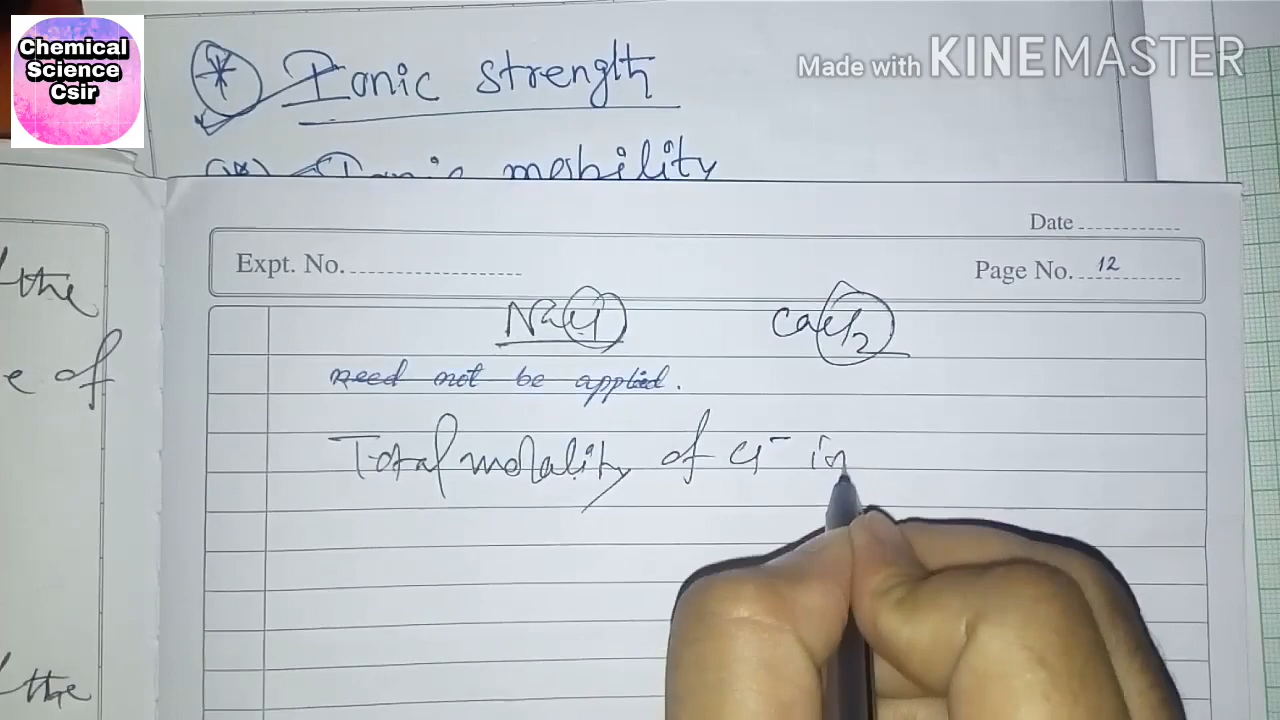 Chemical
Science
Csir
Made with KINEMASTER
* Ionic strength
Ionic mobility
Date
Expt. No.
Page No. 12
NaCl CaCl2
need not be applied.
Total molality of Cl⁻ in
the
e of
the